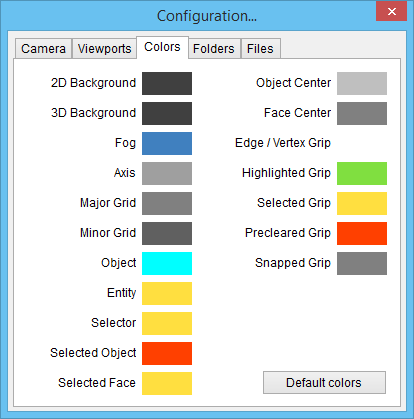 Configuration...
Camera Viewports Colors Folders Files
2D Background
3D Background
Fog
Axis
Major Grid
Minor Grid
Object
Entity
Selector
Selected Object
Selected Face
Object Center
Face Center
Edge / Vertex Grip
Highlighted Grip
Selected Grip
Precleared Grip
Snapped Grip
Default colors